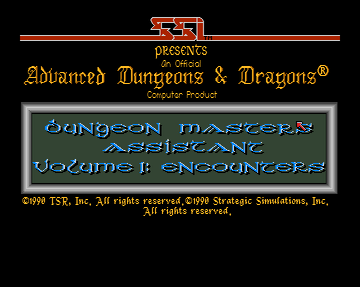 SSI
PRESENTS
An Official
Advanced Dungeons & Dragons®
Computer Product
Dungeon Masters
Assistant
Volume I: Encounters
©1990 TSR, Inc. All rights reserved.©1990 Strategic Simulations, Inc.
All rights reserved.